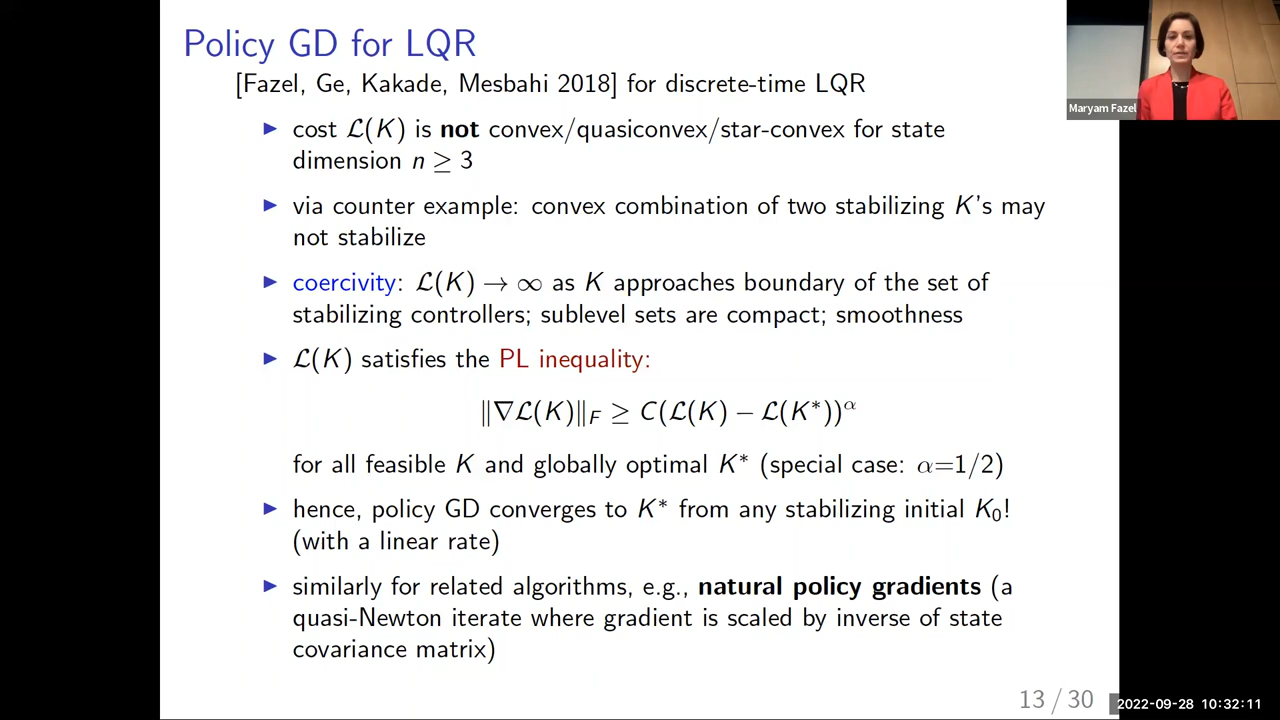 Policy GD for LQR
[Fazel, Ge, Kakade, Mesbahi 2018] for discrete-time LQR
▶ cost ℒ(K) is not convex/quasiconvex/star-convex for state
dimension n ≥ 3
▶ via counter example: convex combination of two stabilizing K's may
not stabilize
▶ coercivity: ℒ(K) → ∞ as K approaches boundary of the set of
stabilizing controllers; sublevel sets are compact; smoothness
▶ ℒ(K) satisfies the PL inequality:
‖∇ℒ(K)‖_F ≥ C(ℒ(K) − ℒ(K*))^α
for all feasible K and globally optimal K* (special case: α=1/2)
▶ hence, policy GD converges to K* from any stabilizing initial K₀!
(with a linear rate)
▶ similarly for related algorithms, e.g., natural policy gradients (a
quasi-Newton iterate where gradient is scaled by inverse of state
covariance matrix)
13 / 30
Maryam Fazel
2022-09-28 10:32:11